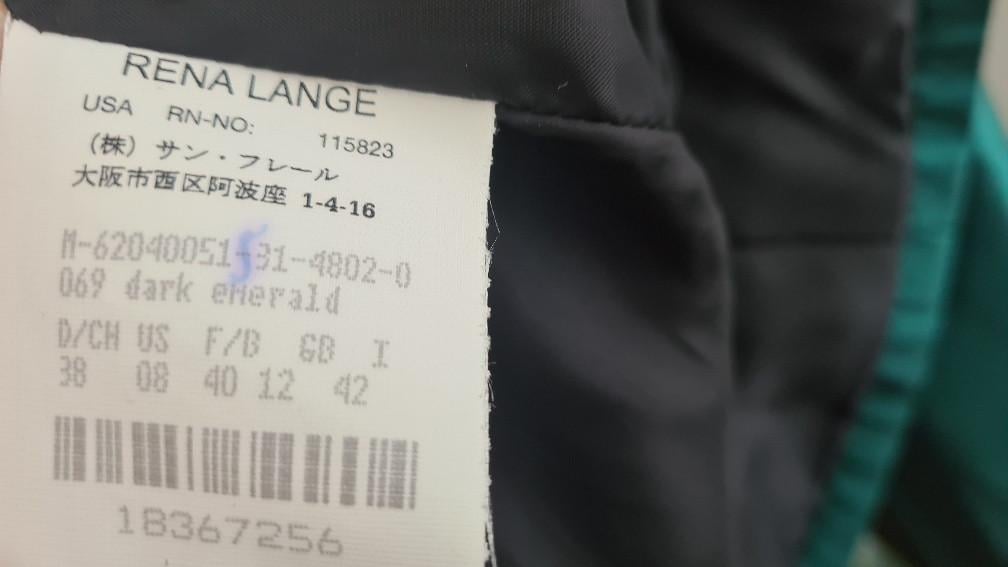 RENA LANGE
USA RN-NO: 115823
(株) サン・フレール
大阪市西区阿波座 1-4-16
M-62040051-31-4802-0
069 dark emerald
D/CH US F/B GB I
38 08 40 12 42
18367256